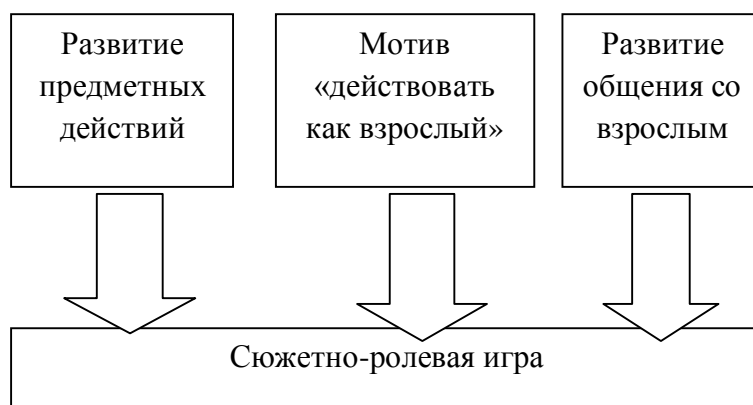 Развитие
предметных
действий
Мотив
«действовать
как взрослый»
Развитие
общения со
взрослым
Сюжетно-ролевая игра